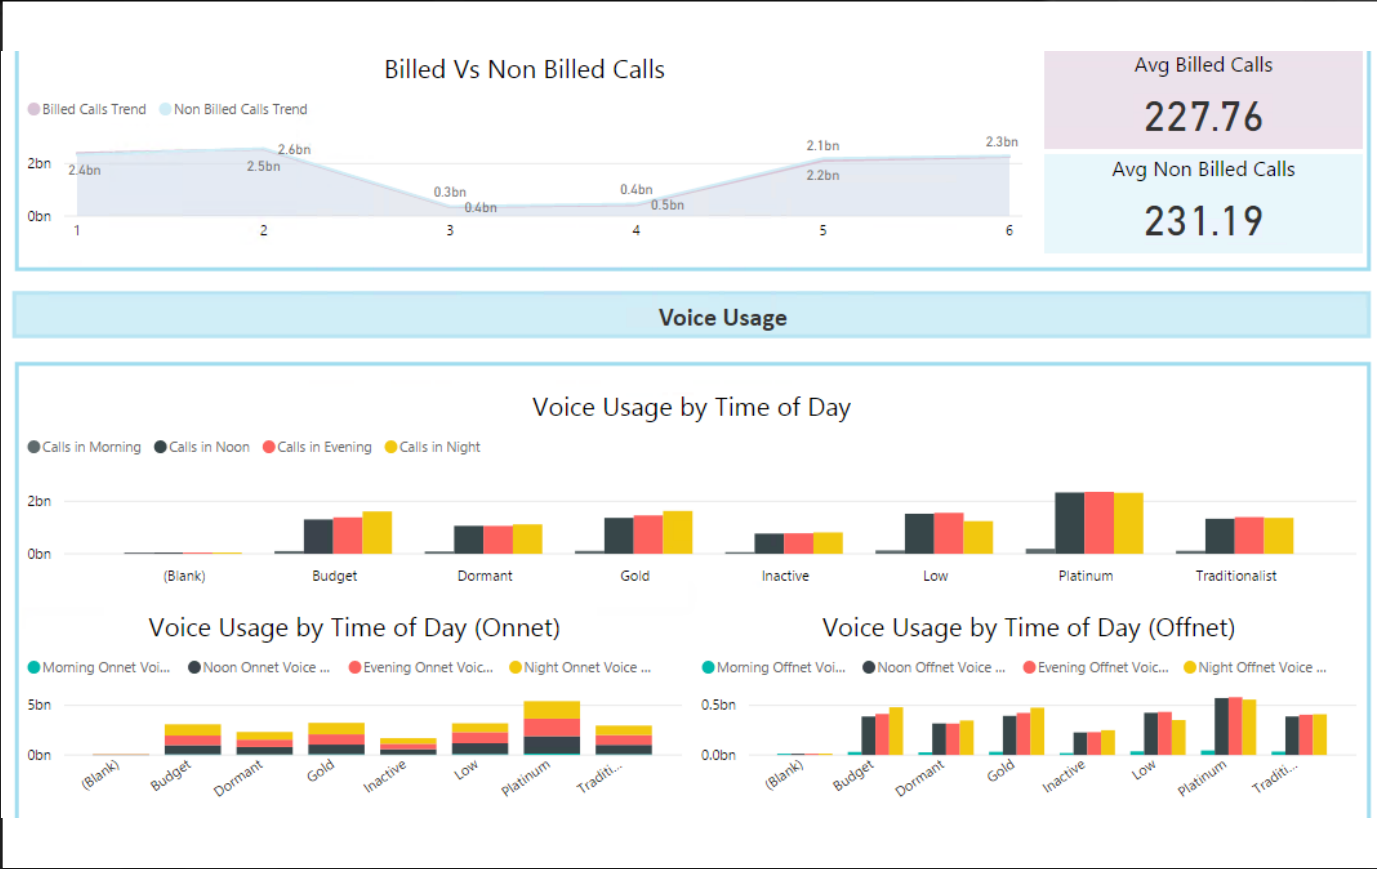 Billed Vs Non Billed Calls
Billed Calls Trend Non Billed Calls Trend
2bn
0bn
2.4bn
2.6bn
2.5bn
0.3bn
0.4bn
0.4bn
0.5bn
2.1bn
2.2bn
2.3bn
1 2 3 4 5 6
Avg Billed Calls
227.76
Avg Non Billed Calls
231.19
Voice Usage
Voice Usage by Time of Day
Calls in Morning Calls in Noon Calls in Evening Calls in Night
2bn
0bn
(Blank) Budget Dormant Gold Inactive Low Platinum Traditionalist
Voice Usage by Time of Day (Onnet)
Morning Onnet Voi... Noon Onnet Voice ... Evening Onnet Voic... Night Onnet Voice ...
5bn
0bn
(Blank) Budget Dormant Gold Inactive Low Platinum Traditi...
Voice Usage by Time of Day (Offnet)
Morning Offnet Voi... Noon Offnet Voice ... Evening Offnet Voic... Night Offnet Voice ...
0.5bn
0.0bn
(Blank) Budget Dormant Gold Inactive Low Platinum Traditi...